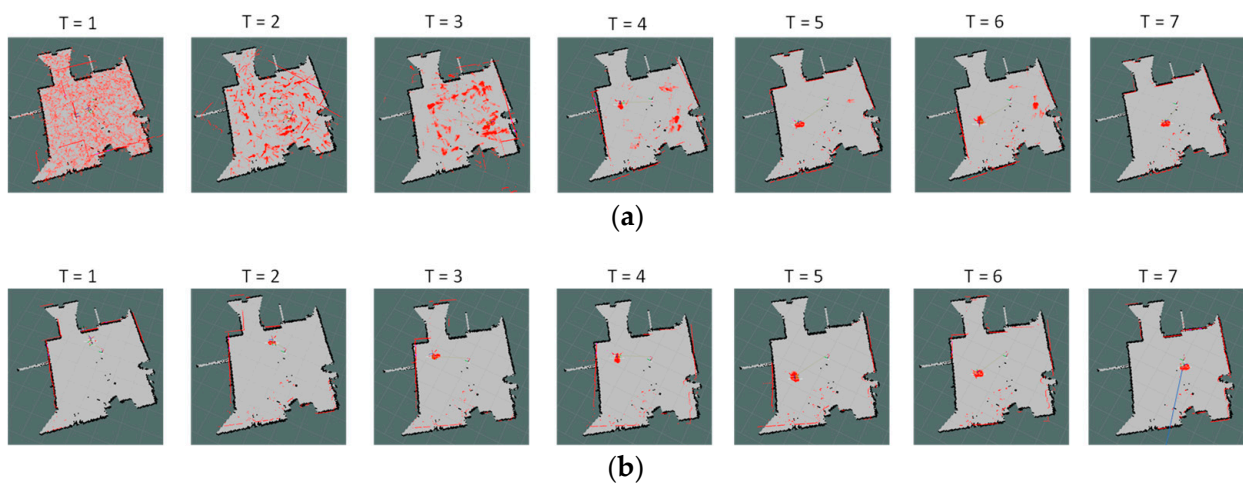 T = 1 T = 2 T = 3 T = 4 T = 5 T = 6 T = 7
(a)
T = 1 T = 2 T = 3 T = 4 T = 5 T = 6 T = 7
(b)